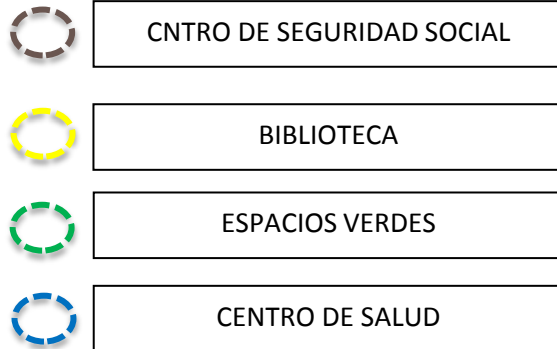 CNTRO DE SEGURIDAD SOCIAL
BIBLIOTECA
ESPACIOS VERDES
CENTRO DE SALUD